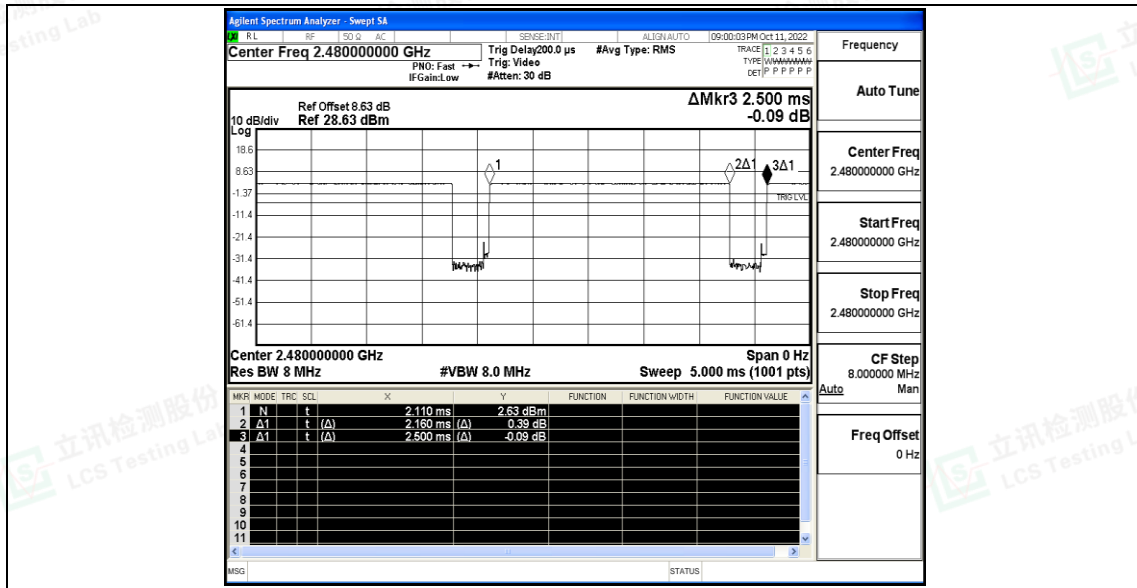 Agilent Spectrum Analyzer - Swept SA
RL RF 50 Ω AC SENSE:INT ALIGN AUTO 09:00:03 PM Oct 11, 2022
Center Freq 2.480000000 GHz
PNO: Fast
IFGain:Low
Trig Delay200.0 µs
Trig: Video
#Atten: 30 dB
#Avg Type: RMS
TRACE 1 2 3 4 5 6
TYPE
DET P P P P P P
Ref Offset 8.63 dB
10 dB/div Ref 28.63 dBm
Log
ΔMkr3 2.500 ms
-0.09 dB
18.6
8.63
-1.37
-11.4
-21.4
-31.4
-41.4
-51.4
-61.4
1
2Δ1
3Δ1
TRIG LVL
Center 2.480000000 GHz Span 0 Hz
Res BW 8 MHz #VBW 8.0 MHz Sweep 5.000 ms (1001 pts)
MKR MODE TRC SCL X Y FUNCTION FUNCTION WIDTH FUNCTION VALUE
1 N t 2.110 ms 2.63 dBm
2 Δ1 t (Δ) 2.160 ms (Δ) 0.39 dB
3 Δ1 t (Δ) 2.500 ms (Δ) -0.09 dB
4
5
6
7
8
9
10
11
MSG STATUS
Frequency
Auto Tune
Center Freq
2.480000000 GHz
Start Freq
2.480000000 GHz
Stop Freq
2.480000000 GHz
CF Step
8.000000 MHz
Auto Man
Freq Offset
0 Hz
立讯检测股份
LCS Testing Lab
立讯检测股份
LCS Testing L